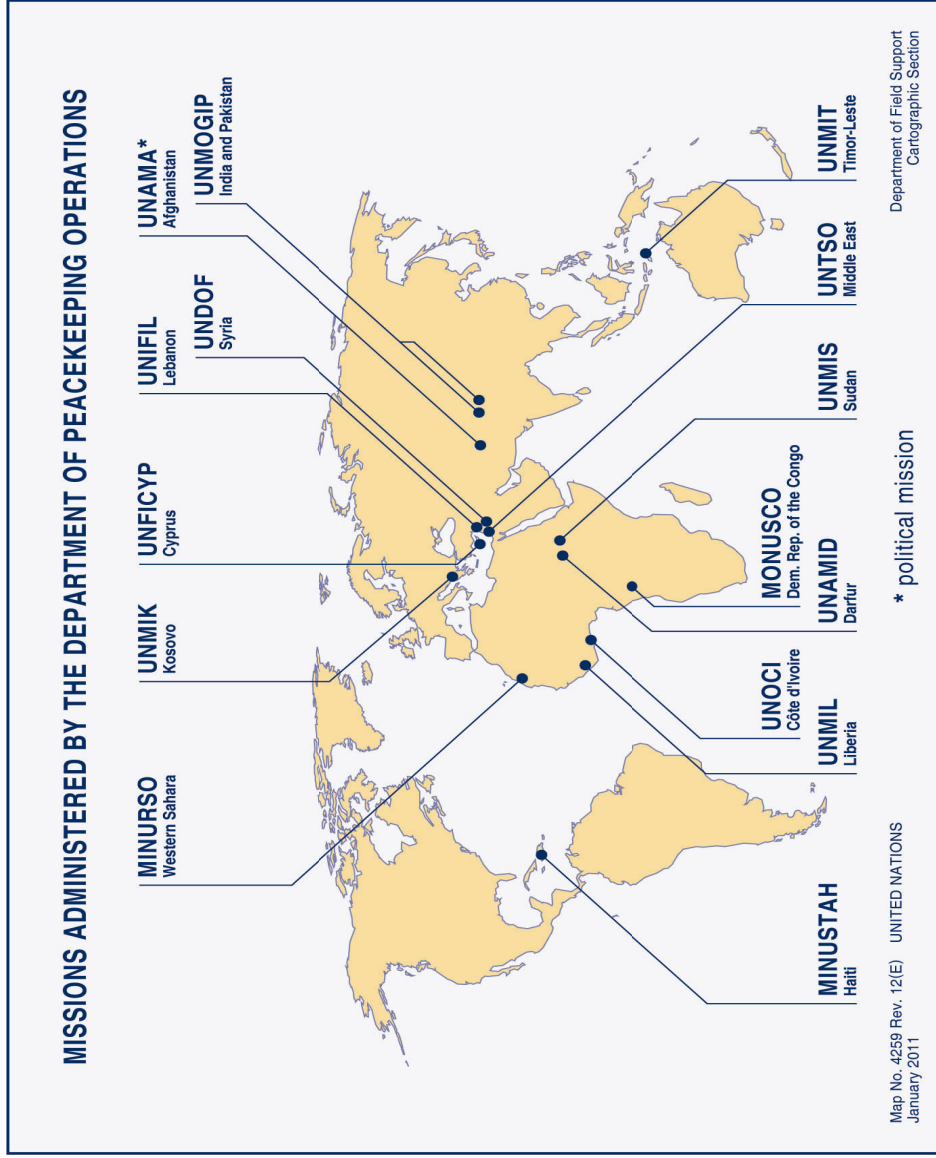 MISSIONS ADMINISTERED BY THE DEPARTMENT OF PEACEKEEPING OPERATIONS
MINURSO
Western Sahara
UNMIK
Kosovo
UNFICYP
Cyprus
UNIFIL
Lebanon
UNDOF
Syria
UNAMA*
Afghanistan
UNMOGIP
India and Pakistan
MINUSTAH
Haiti
UNOCI
Côte d'Ivoire
UNMIL
Liberia
MONUSCO
Dem. Rep. of the Congo
UNAMID
Darfur
UNMIS
Sudan
UNTSO
Middle East
UNMIT
Timor-Leste
* political mission
Map No. 4259 Rev. 12(E) UNITED NATIONS
January 2011
Department of Field Support
Cartographic Section